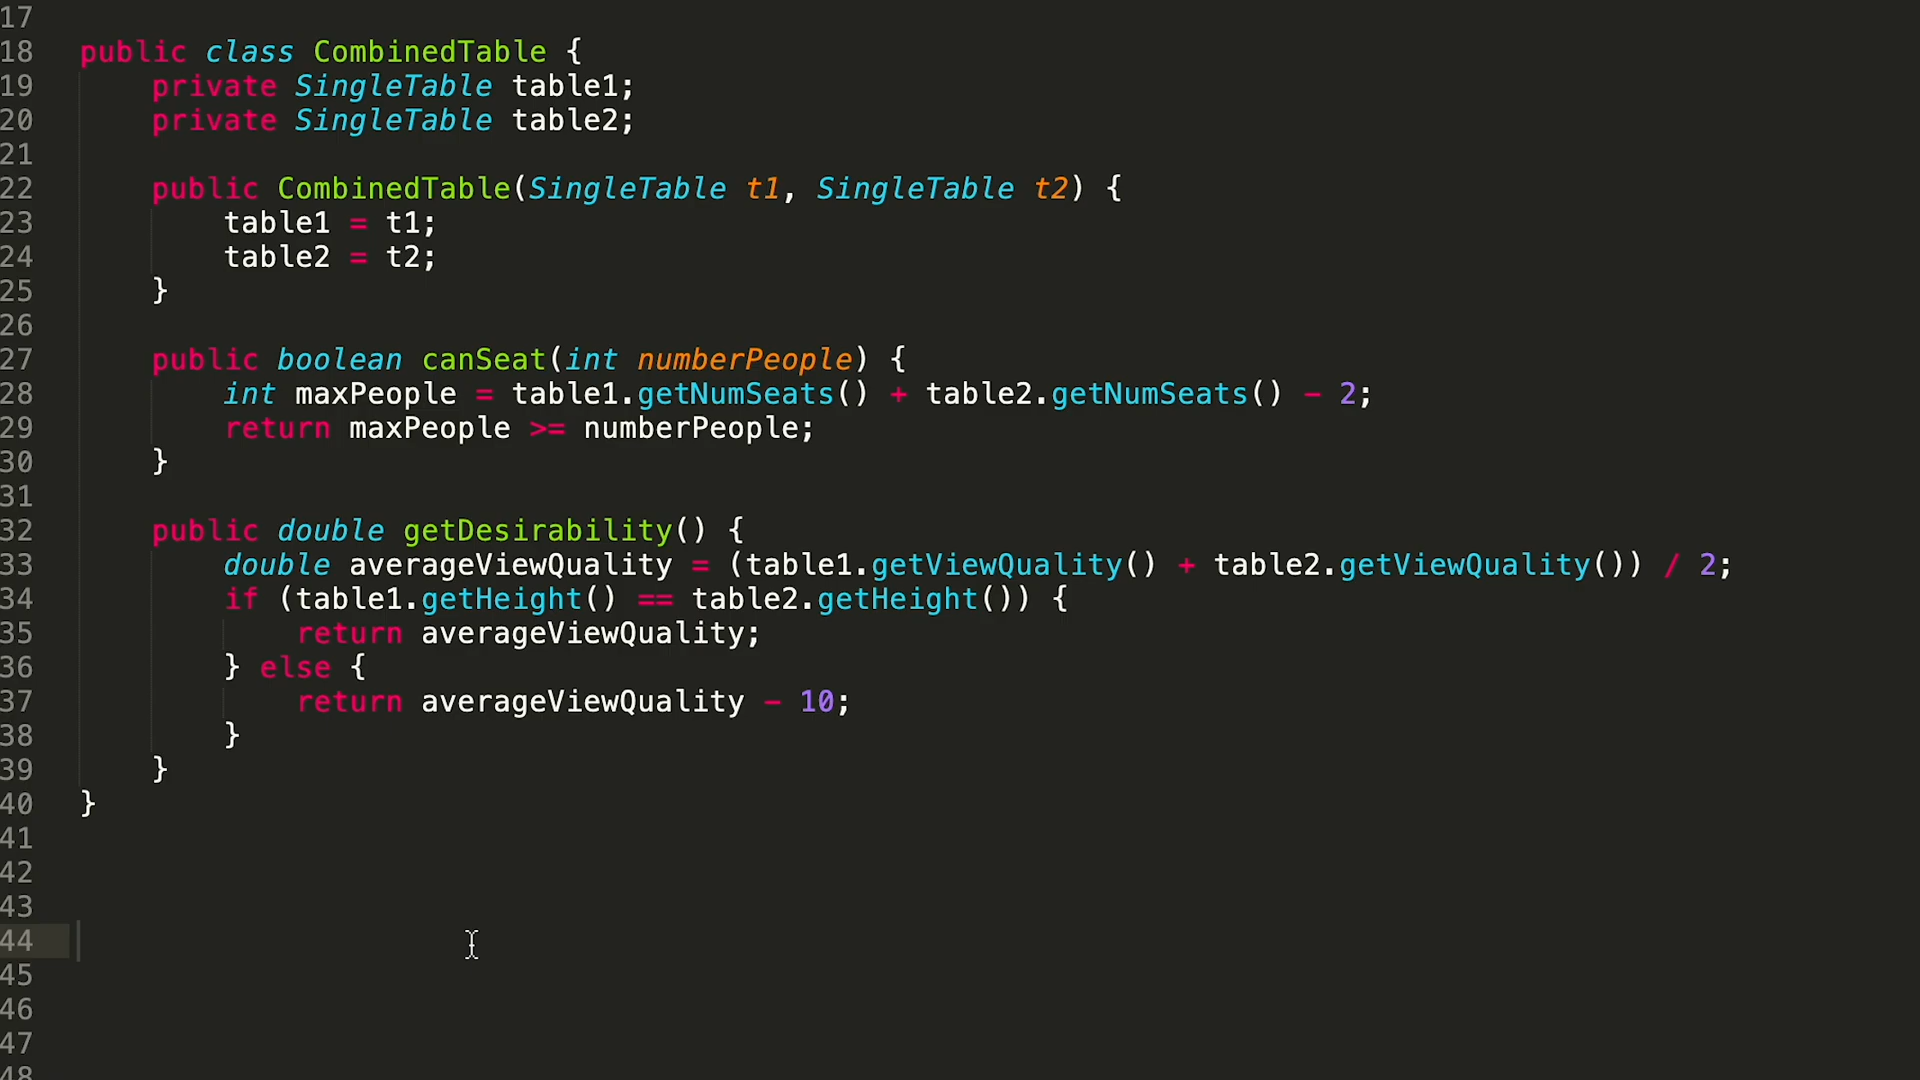 17
18 public class CombinedTable {
19 private SingleTable table1;
20 private SingleTable table2;
21
22 public CombinedTable(SingleTable t1, SingleTable t2) {
23 table1 = t1;
24 table2 = t2;
25 }
26
27 public boolean canSeat(int numberPeople) {
28 int maxPeople = table1.getNumSeats() + table2.getNumSeats() - 2;
29 return maxPeople >= numberPeople;
30 }
31
32 public double getDesirability() {
33 double averageViewQuality = (table1.getViewQuality() + table2.getViewQuality()) / 2;
34 if (table1.getHeight() == table2.getHeight()) {
35 return averageViewQuality;
36 } else {
37 return averageViewQuality - 10;
38 }
39 }
40 }
41
42
43
44
45
46
47
48